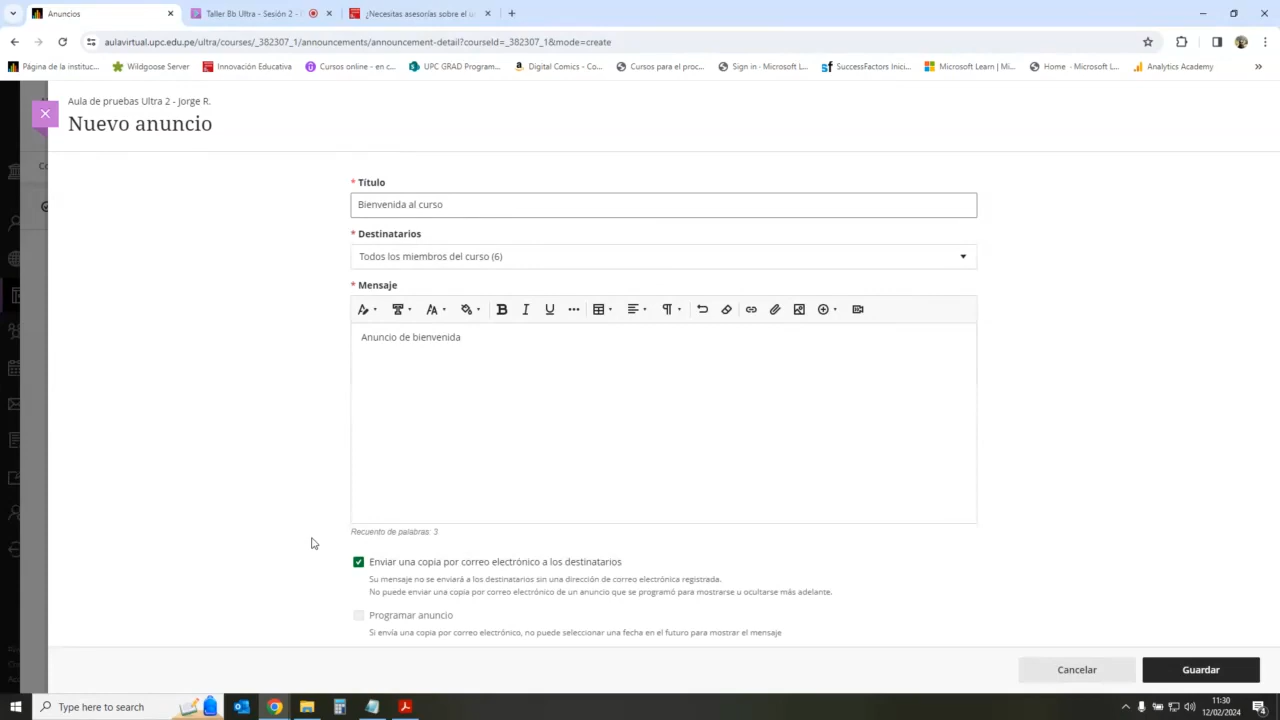 Anuncios
Taller Bb Ultra - Sesión 2 -
¿Necesitas asesorías sobre el u
aulavirtual.upc.edu.pe/ultra/courses/_382307_1/announcements/announcement-detail?courseId=_382307_1&mode=create
Página de la instituc...
Wildgoose Server
Innovación Educativa
Cursos online - en c...
UPC GRAD Program...
Digital Comics - Co...
Cursos para el proc...
Sign in · Microsoft L...
SuccessFactors Inici...
Microsoft Learn | Mi...
Home · Microsoft L...
Analytics Academy
Aula de pruebas Ultra 2 - Jorge R.
Nuevo anuncio
* Título
Bienvenida al curso
* Destinatarios
Todos los miembros del curso (6)
* Mensaje
Anuncio de bienvenida
Recuento de palabras: 3
Enviar una copia por correo electrónico a los destinatarios
Su mensaje no se enviará a los destinatarios sin una dirección de correo electrónica registrada.
No puede enviar una copia por correo electrónico de un anuncio que se programó para mostrarse u ocultarse más adelante.
Programar anuncio
Si envía una copia por correo electrónico, no puede seleccionar una fecha en el futuro para mostrar el mensaje
Cancelar
Guardar
Type here to search
11:30
12/02/2024
4